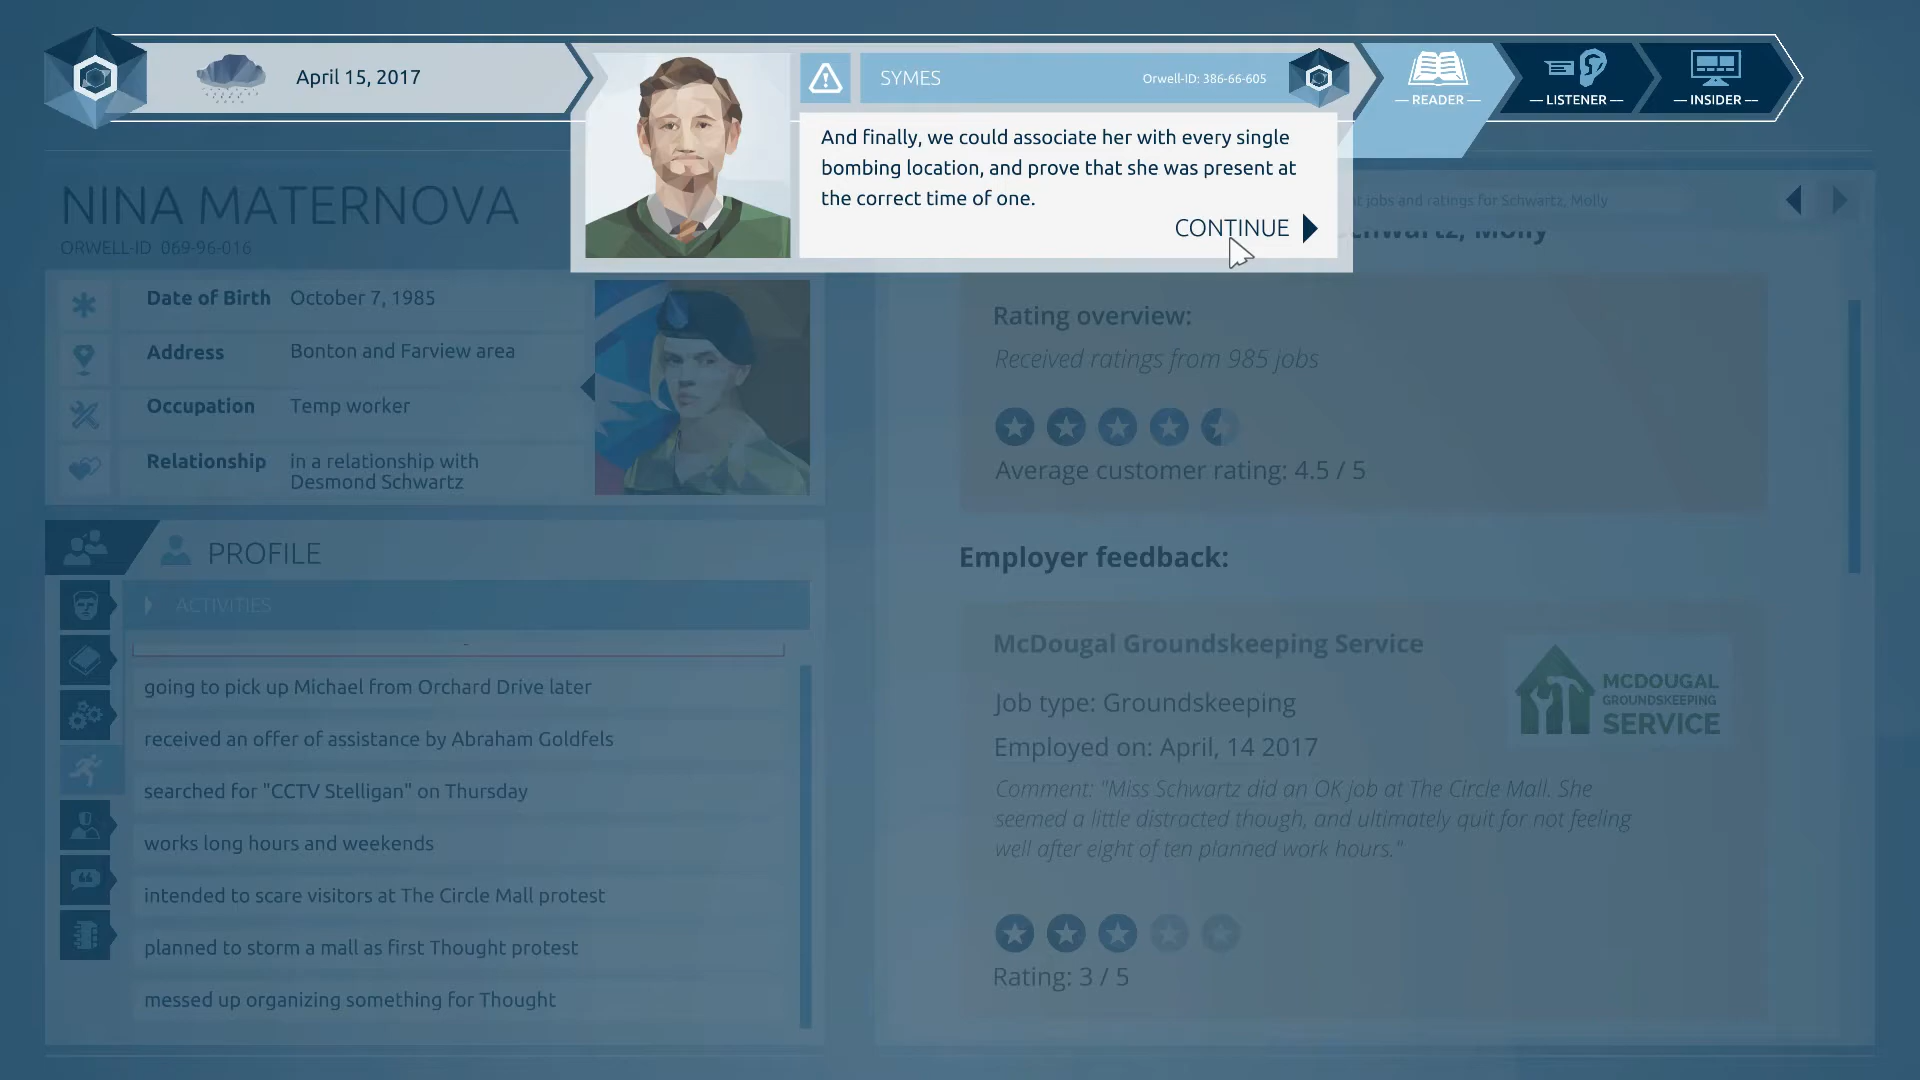 April 15, 2017
SYMES
Orwell-ID: 386-66-605
And finally, we could associate her with every single
bombing location, and prove that she was present at
the correct time of one.
CONTINUE
READER
LISTENER
INSIDER
NINA MATERNOVA
ORWELL-ID 069-96-016
Date of Birth October 7, 1985
Address Bonton and Farview area
Occupation Temp worker
Relationship in a relationship with
Desmond Schwartz
PROFILE
ACTIVITIES
going to pick up Michael from Orchard Drive later
received an offer of assistance by Abraham Goldfels
searched for "CCTV Stelligan" on Thursday
works long hours and weekends
intended to scare visitors at The Circle Mall protest
planned to storm a mall as first Thought protest
messed up organizing something for Thought
jobs and ratings for Schwartz, Molly
Schwartz, Molly
Rating overview:
Received ratings from 985 jobs
Average customer rating: 4.5 / 5
Employer feedback:
McDougal Groundskeeping Service
MCDOUGAL
GROUNDSKEEPING
SERVICE
Job type: Groundskeeping
Employed on: April, 14 2017
Comment: "Miss Schwartz did an OK job at The Circle Mall. She
seemed a little distracted though, and ultimately quit for not feeling
well after eight of ten planned work hours."
Rating: 3 / 5